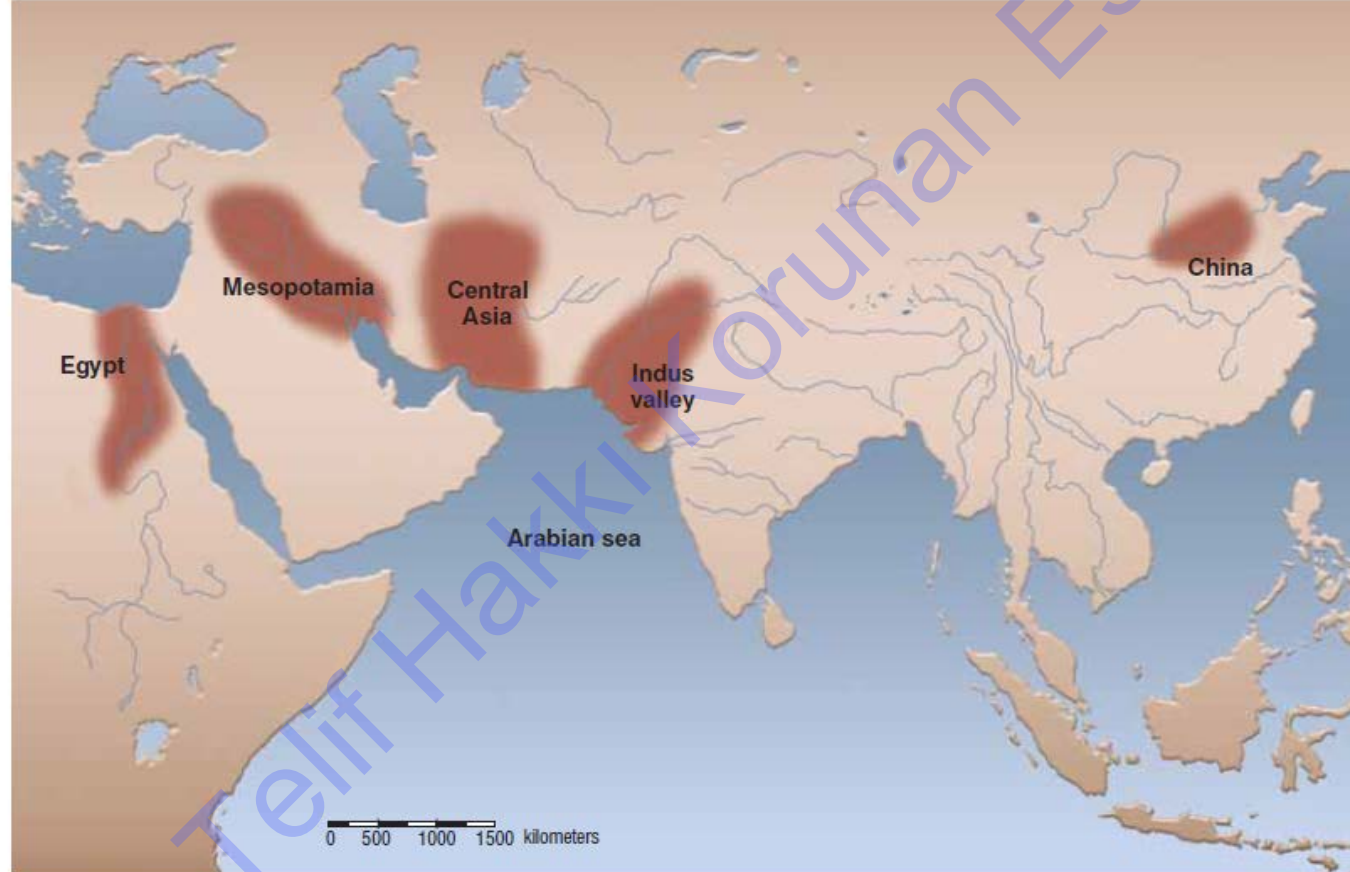 Mesopotamia
Central
Asia
China
Egypt
Indus
valley
Arabian sea
0 500 1000 1500 kilometers
Telif Hakkı Korunan Es